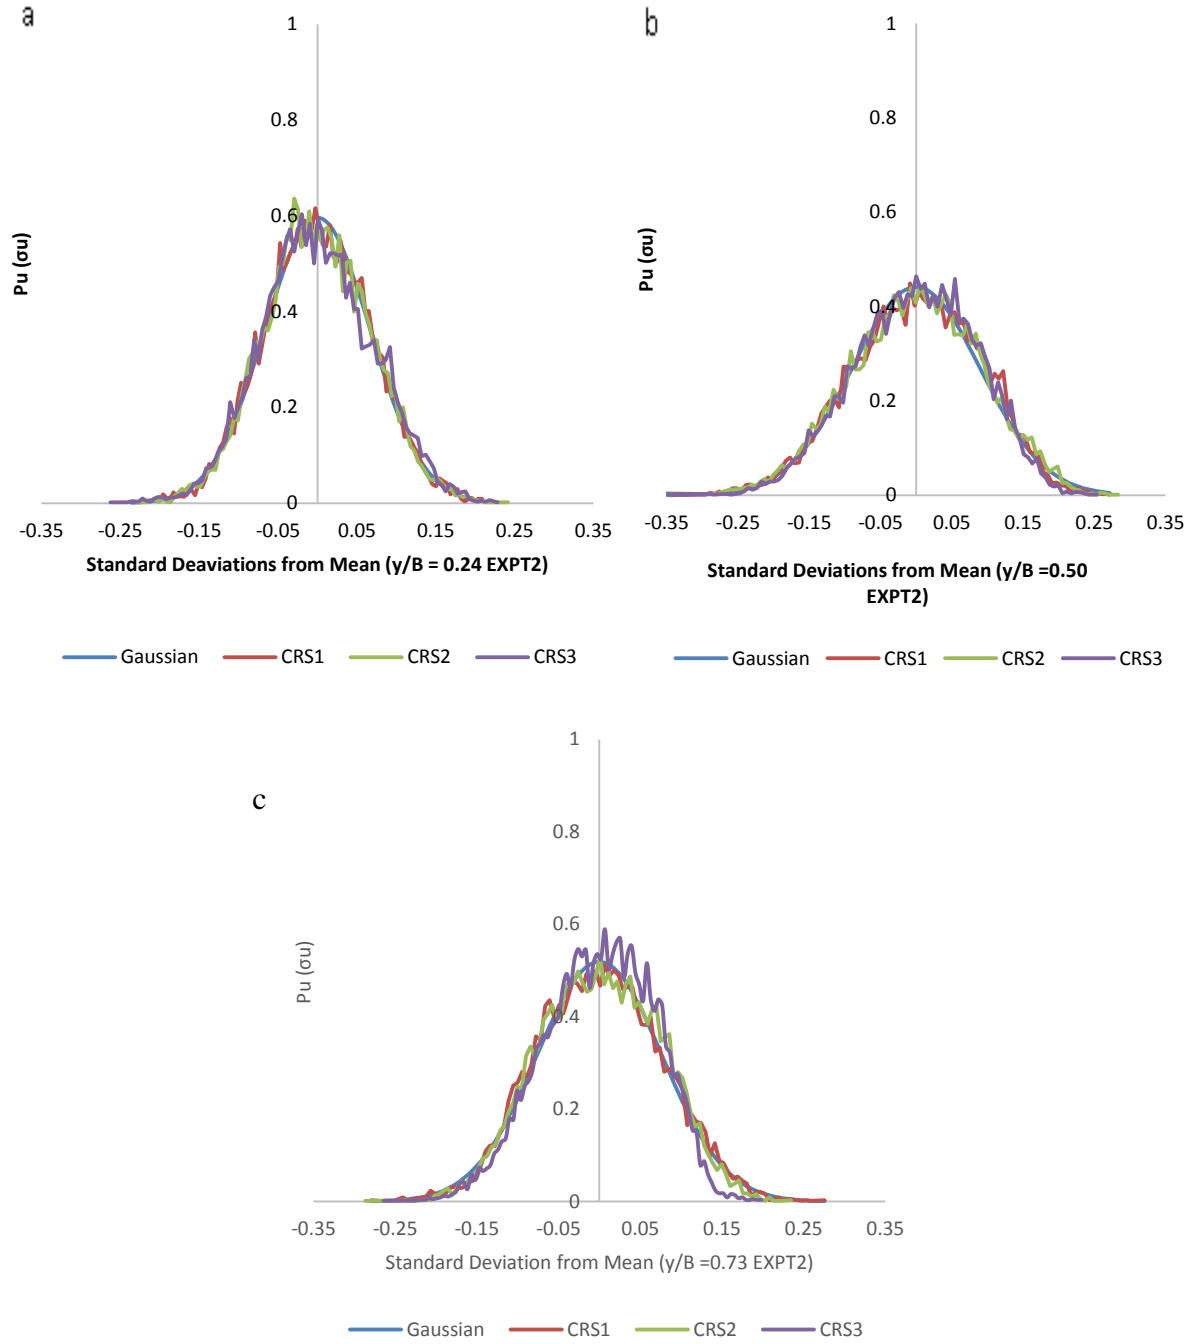 a
1
0.8
0.6
0.4
0.2
0
Pu (σu)
-0.35 -0.25 -0.15 -0.05 0.05 0.15 0.25 0.35
Standard Deaviations from Mean (y/B = 0.24 EXPT2)
Gaussian CRS1 CRS2 CRS3
b
1
0.8
0.6
0.4
0.2
0
Pu (σu)
-0.35 -0.25 -0.15 -0.05 0.05 0.15 0.25 0.35
Standard Deviations from Mean (y/B =0.50
EXPT2)
Gaussian CRS1 CRS2 CRS3
c
1
0.8
0.6
0.4
0.2
0
Pu (σu)
-0.35 -0.25 -0.15 -0.05 0.05 0.15 0.25 0.35
Standard Deviation from Mean (y/B =0.73 EXPT2)
Gaussian CRS1 CRS2 CRS3